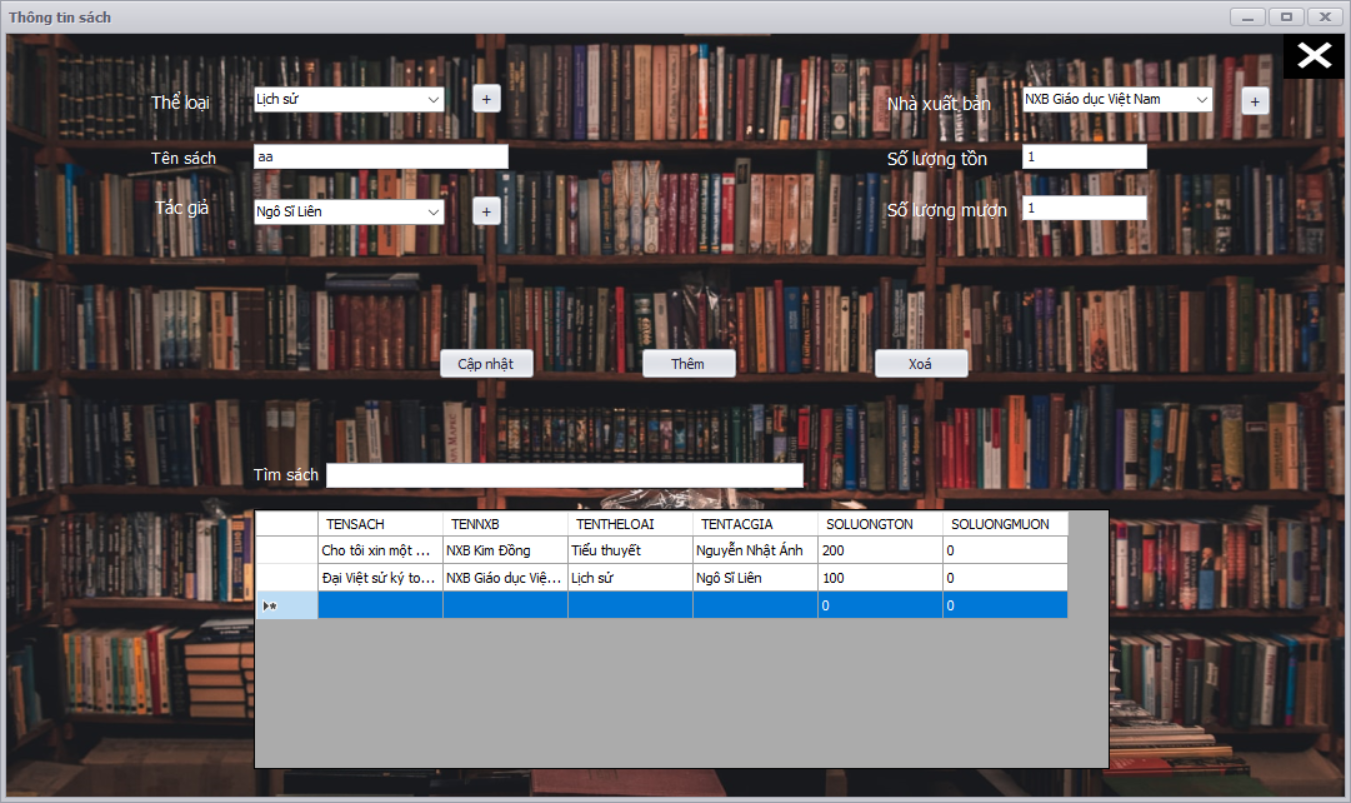 Thông tin sách
Thể loại Lịch sử + Nhà xuất bản NXB Giáo dục Việt Nam +
Tên sách aa Số lượng tồn 1
Tác giả Ngô Sĩ Liên + Số lượng mượn 1
Cập nhật Thêm Xoá
Tìm sách
TENSACH TENNXB TENTHELOAI TENTACGIA SOLUONGTON SOLUONGMUON
Cho tôi xin một ... NXB Kim Đồng Tiểu thuyết Nguyễn Nhật Ánh 200 0
Đại Việt sử ký to... NXB Giáo dục Việ... Lịch sử Ngô Sĩ Liên 100 0
0 0